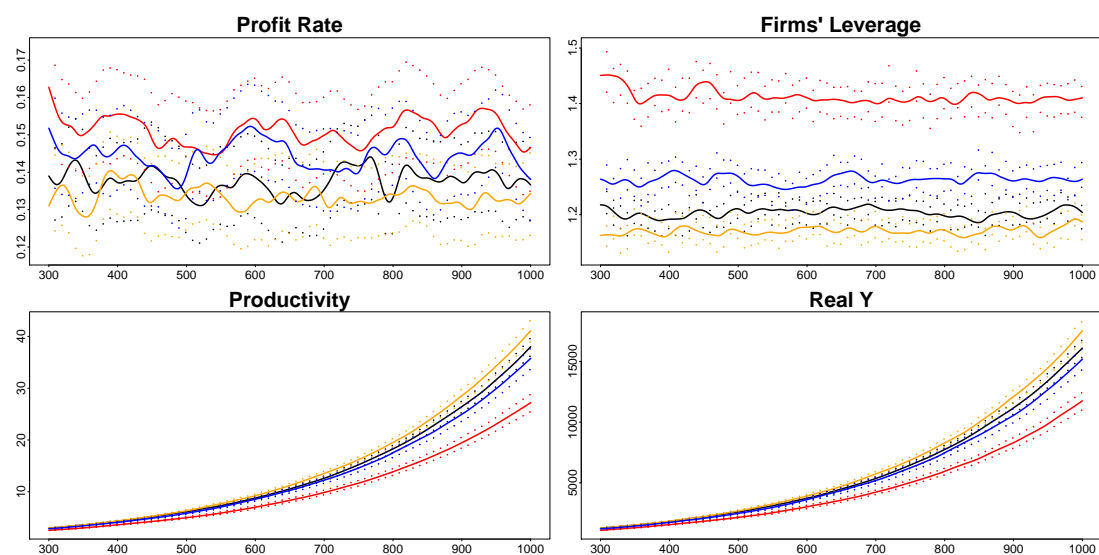 Profit Rate
0.12 0.13 0.14 0.15 0.16 0.17
300 400 500 600 700 800 900 1000
Firms' Leverage
1.2 1.3 1.4 1.5
300 400 500 600 700 800 900 1000
Productivity
10 20 30 40
300 400 500 600 700 800 900 1000
Real Y
5000 10000 15000
300 400 500 600 700 800 900 1000